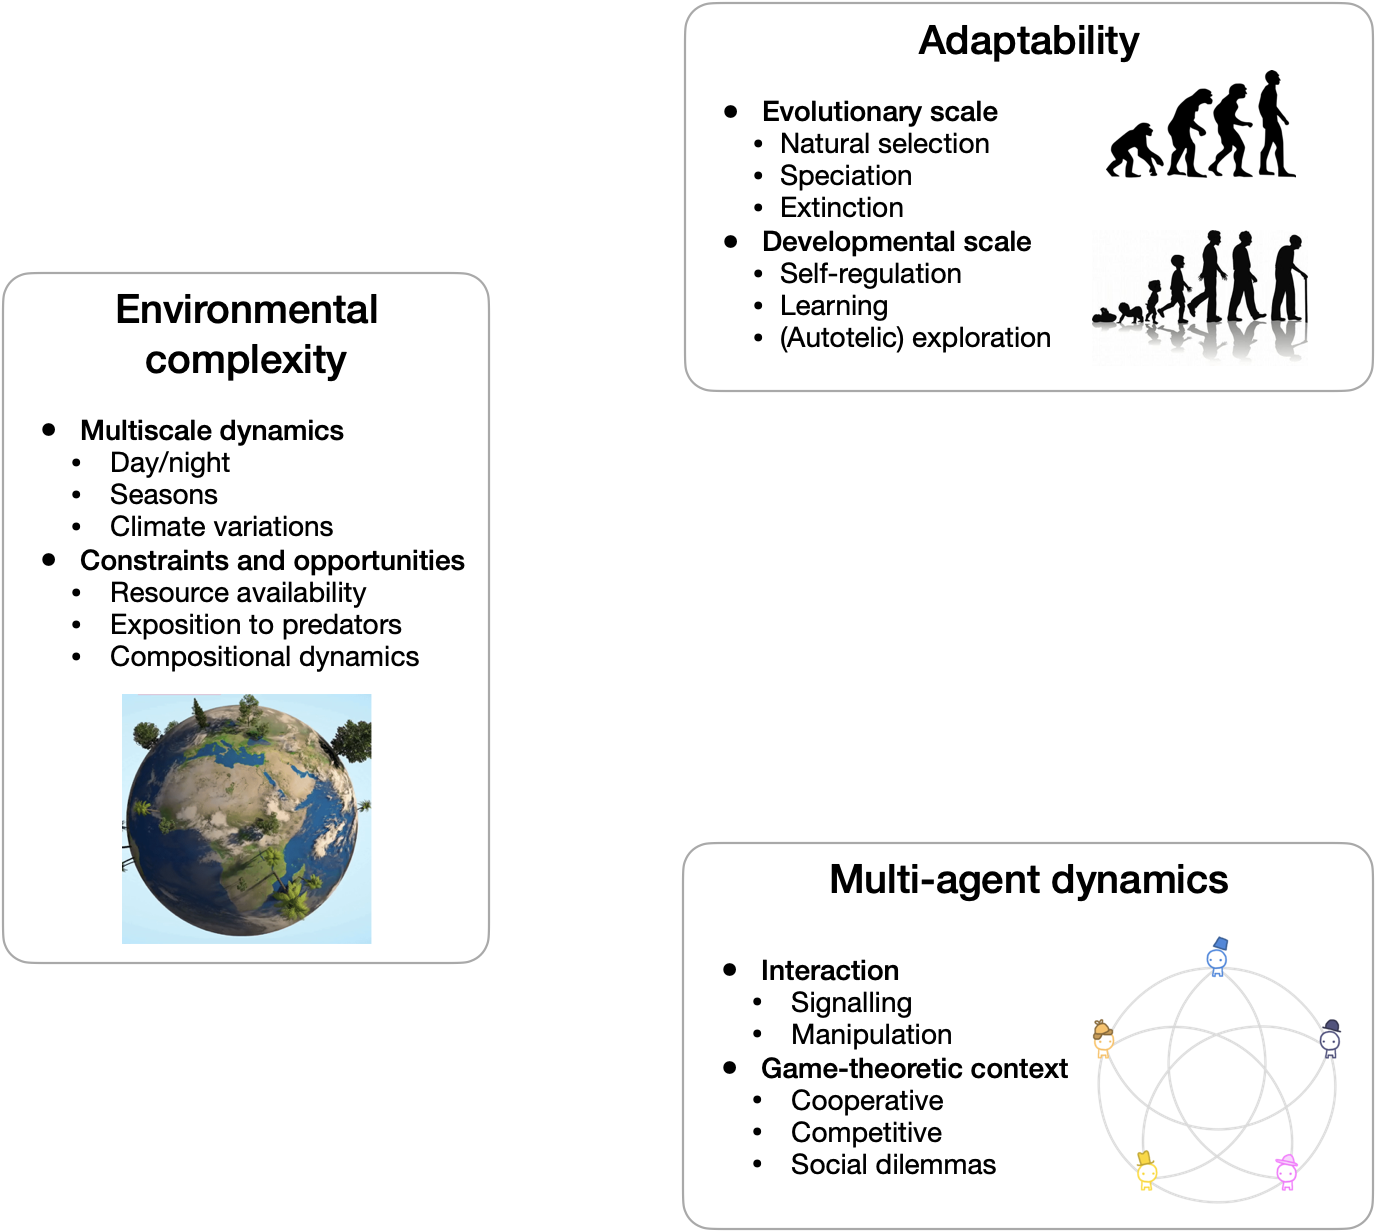 Environmental
complexity
• Multiscale dynamics
• Day/night
• Seasons
• Climate variations
• Constraints and opportunities
• Resource availability
• Exposition to predators
• Compositional dynamics
Adaptability
• Evolutionary scale
• Natural selection
• Speciation
• Extinction
• Developmental scale
• Self-regulation
• Learning
• (Autotelic) exploration
Multi-agent dynamics
• Interaction
• Signalling
• Manipulation
• Game-theoretic context
• Cooperative
• Competitive
• Social dilemmas